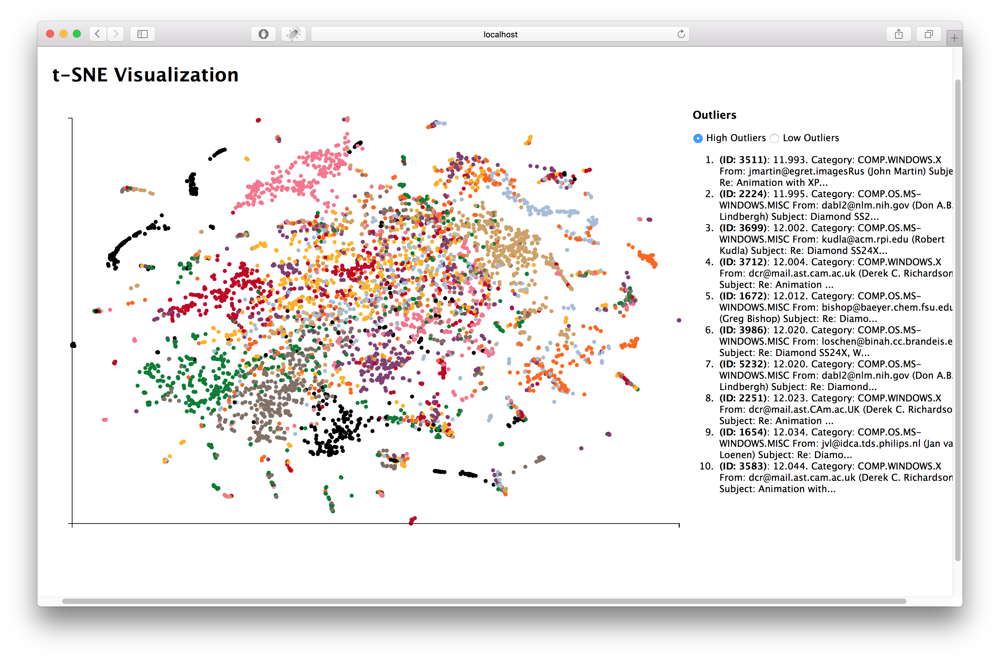 localhost
t-SNE Visualization
Outliers
High Outliers Low Outliers
1. (ID: 3511): 11.993. Category: COMP.WINDOWS.X
From: jmartin@egret.imagesRus (John Martin) Subje
Re: Animation with XP...
2. (ID: 2224): 11.995. Category: COMP.OS.MS-
WINDOWS.MISC From: dabl2@nlm.nih.gov (Don A.B.
Lindbergh) Subject: Diamond SS2...
3. (ID: 3699): 12.002. Category: COMP.OS.MS-
WINDOWS.MISC From: kudla@acm.rpi.edu (Robert
Kudla) Subject: Re: Diamond SS24X...
4. (ID: 3712): 12.004. Category: COMP.WINDOWS.X
From: dcr@mail.ast.cam.ac.uk (Derek C. Richardson
Subject: Re: Animation ...
5. (ID: 1672): 12.012. Category: COMP.OS.MS-
WINDOWS.MISC From: bishop@baeyer.chem.fsu.edu
(Greg Bishop) Subject: Re: Diamo...
6. (ID: 3986): 12.020. Category: COMP.OS.MS-
WINDOWS.MISC From: loschen@binah.cc.brandeis.e
Subject: Re: Diamond SS24X, W...
7. (ID: 5232): 12.020. Category: COMP.OS.MS-
WINDOWS.MISC From: dabl2@nlm.nih.gov (Don A.B.
Lindbergh) Subject: Re: Diamond...
8. (ID: 2251): 12.023. Category: COMP.WINDOWS.X
From: dcr@mail.ast.CAm.ac.UK (Derek C. Richardso
Subject: Re: Animation ...
9. (ID: 1654): 12.034. Category: COMP.OS.MS-
WINDOWS.MISC From: jvl@idca.tds.philips.nl (Jan va
Loenen) Subject: Re: Diamo...
10. (ID: 3583): 12.044. Category: COMP.WINDOWS.X
From: dcr@mail.ast.cam.ac.uk (Derek C. Richardson
Subject: Animation with...